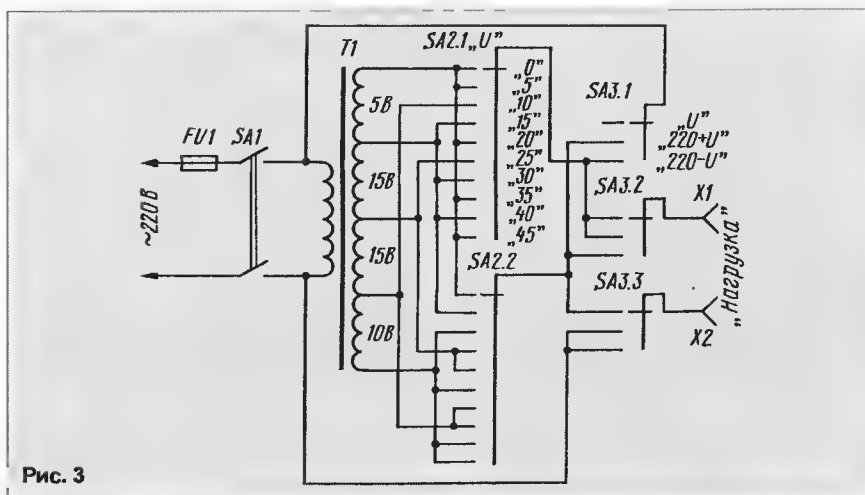 T1
SA2.1 „U”
„0”
„5”
„10”
„15”
„20”
„25”
„30”
„35”
„40”
„45”
5В
15В
15В
10В
FU1
SA1
~220 В
SA2.2
SA3.1
„U”
„220+U”
„220-U”
SA3.2
X1
SA3.3
X2
„Нагрузка”
Рис. 3